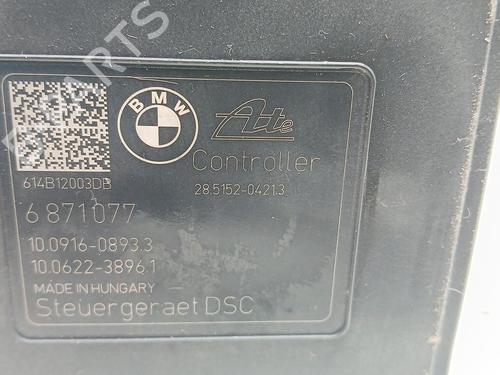 PARTS
BMW
Ate
Controller
614B12003DB
28.5152-0421.3
6 871077
10.0916-0893.3
10.0622-3896.1
MADE IN HUNGARY
Steuergeraet DSC